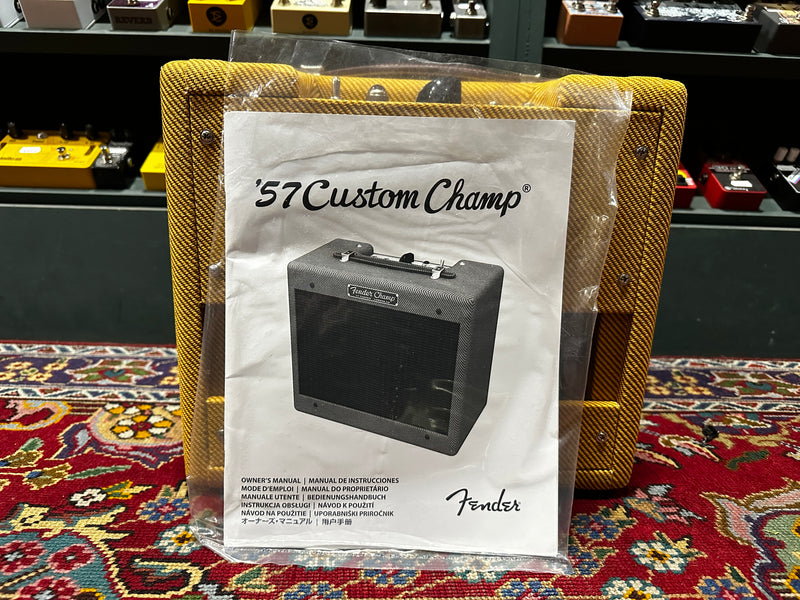 REVERB
'57 Custom Champ®
Fender Champ
OWNER'S MANUAL | MANUAL DE INSTRUCCIONES
MODE D'EMPLOI | MANUAL DO PROPRIETÁRIO
MANUALE UTENTE | BEDIENUNGSHANDBUCH
INSTRUKCJA OBSŁUGI | NÁVOD K POUŽITÍ
NÁVOD NA POUŽITIE | UPORABNIŠKI PRIROČNIK
オーナーズ・マニュアル | 用户手册
Fender